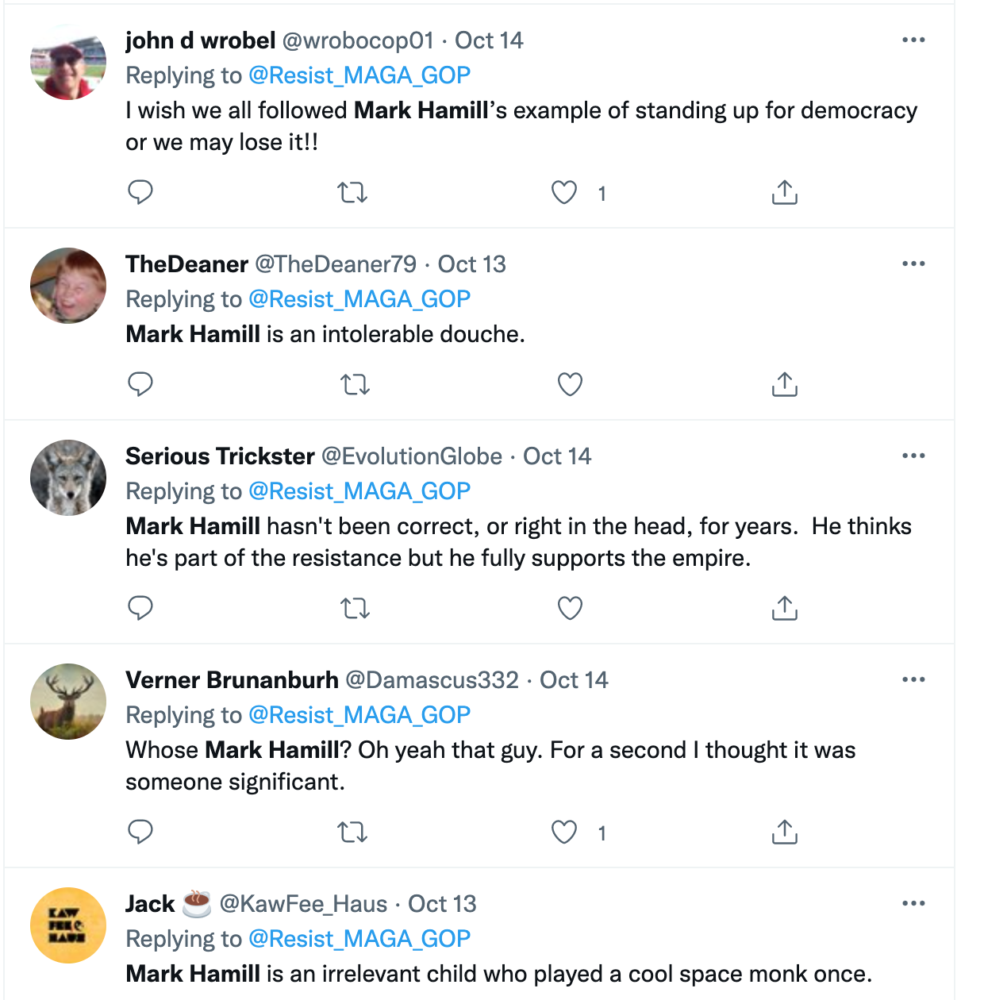 john d wrobel @wrobocop01 · Oct 14
Replying to @Resist_MAGA_GOP
I wish we all followed Mark Hamill’s example of standing up for democracy
or we may lose it!!
1
TheDeaner @TheDeaner79 · Oct 13
Replying to @Resist_MAGA_GOP
Mark Hamill is an intolerable douche.
Serious Trickster @EvolutionGlobe · Oct 14
Replying to @Resist_MAGA_GOP
Mark Hamill hasn't been correct, or right in the head, for years.  He thinks
he's part of the resistance but he fully supports the empire.
Verner Brunanburh @Damascus332 · Oct 14
Replying to @Resist_MAGA_GOP
Whose Mark Hamill? Oh yeah that guy. For a second I thought it was
someone significant.
1
Jack ☕ @KawFee_Haus · Oct 13
KAW
FEE
HAUS
Replying to @Resist_MAGA_GOP
Mark Hamill is an irrelevant child who played a cool space monk once.